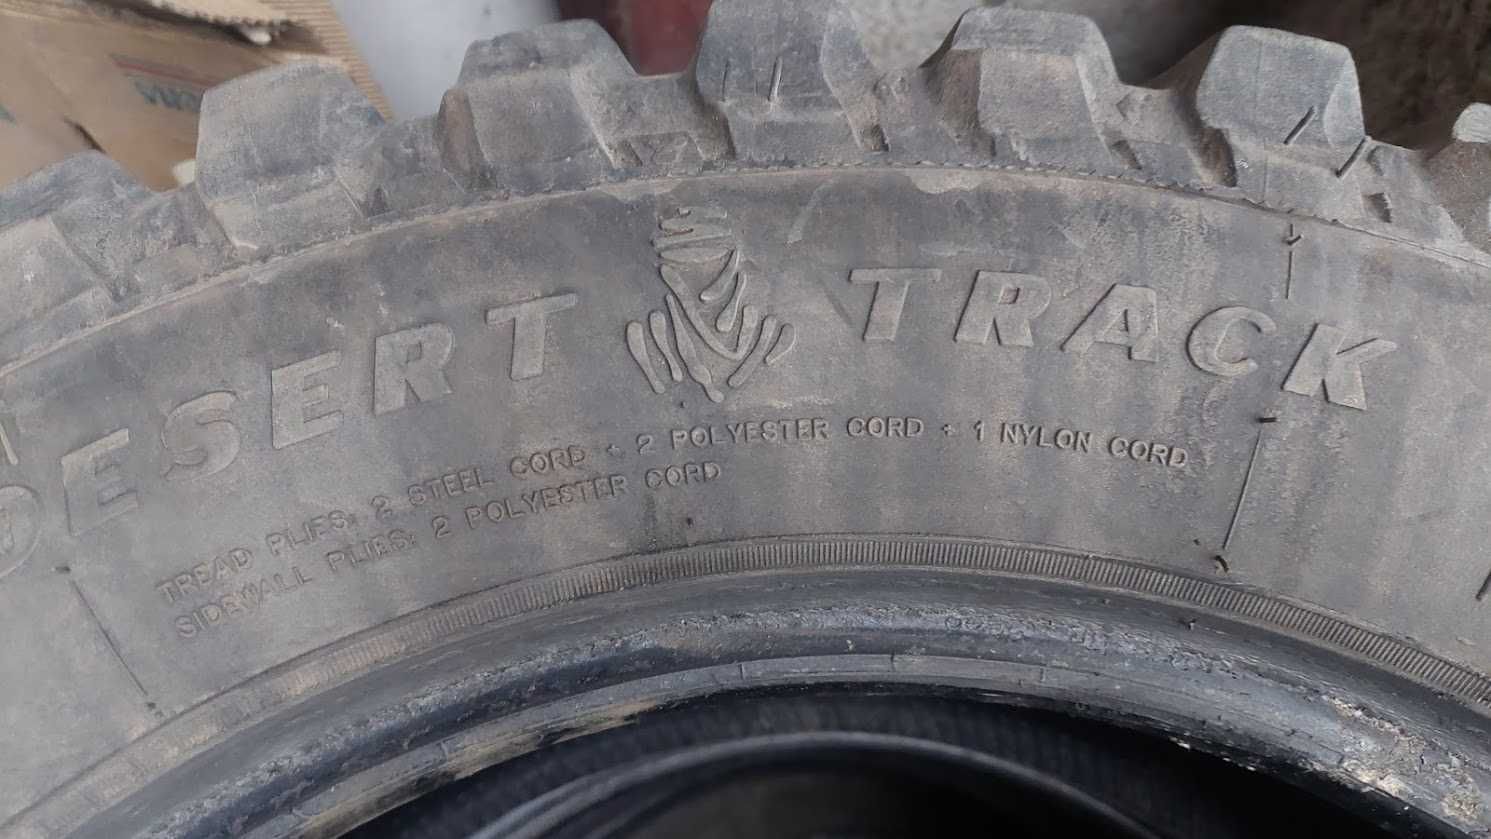 DESERT TRACK
TREAD PLIES: 2 STEEL CORD + 2 POLYESTER CORD + 1 NYLON CORD
SIDEWALL PLIES: 2 POLYESTER CORD